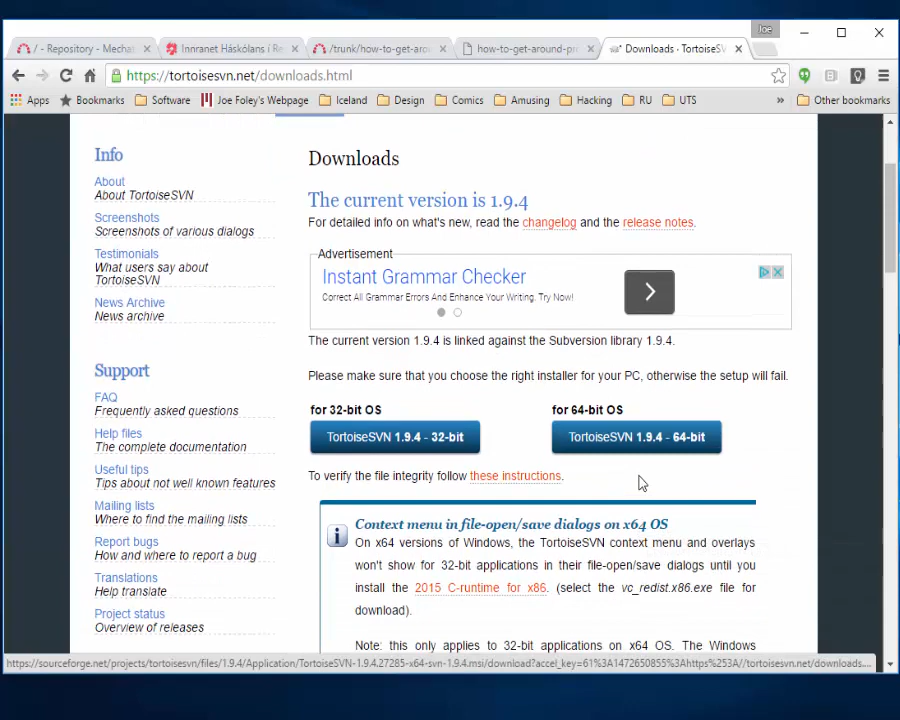 Joe
/ - Repository - Mecha
Innranet Háskólans í Re
/trunk/how-to-get-arou
how-to-get-around-pr
Downloads · TortoiseSV
https://tortoisesvn.net/downloads.html
Apps Bookmarks Software Joe Foley's Webpage Iceland Design Comics Amusing Hacking RU UTS » Other bookmarks
Info
About
About TortoiseSVN
Screenshots
Screenshots of various dialogs
Testimonials
What users say about
TortoiseSVN
News Archive
News archive
Support
FAQ
Frequently asked questions
Help files
The complete documentation
Useful tips
Tips about not well known features
Mailing lists
Where to find the mailing lists
Report bugs
How and where to report a bug
Translations
Help translate
Project status
Overview of releases
Downloads
The current version is 1.9.4
For detailed info on what's new, read the changelog and the release notes.
Advertisement
Instant Grammar Checker
Correct All Grammar Errors And Enhance Your Writing. Try Now!
The current version 1.9.4 is linked against the Subversion library 1.9.4.
Please make sure that you choose the right installer for your PC, otherwise the setup will fail.
for 32-bit OS
TortoiseSVN 1.9.4 - 32-bit
for 64-bit OS
TortoiseSVN 1.9.4 - 64-bit
To verify the file integrity follow these instructions.
Context menu in file-open/save dialogs on x64 OS
On x64 versions of Windows, the TortoiseSVN context menu and overlays
won't show for 32-bit applications in their file-open/save dialogs until you
install the 2015 C-runtime for x86. (select the vc_redist.x86.exe file for
download).
Note: this only applies to 32-bit applications on x64 OS. The Windows
https://sourceforge.net/projects/tortoisesvn/files/1.9.4/Application/TortoiseSVN-1.9.4.27285-x64-svn-1.9.4.msi/download?accel_key=61%3A1472650855%3Ahttps%253A//tortoisesvn.net/downloads....